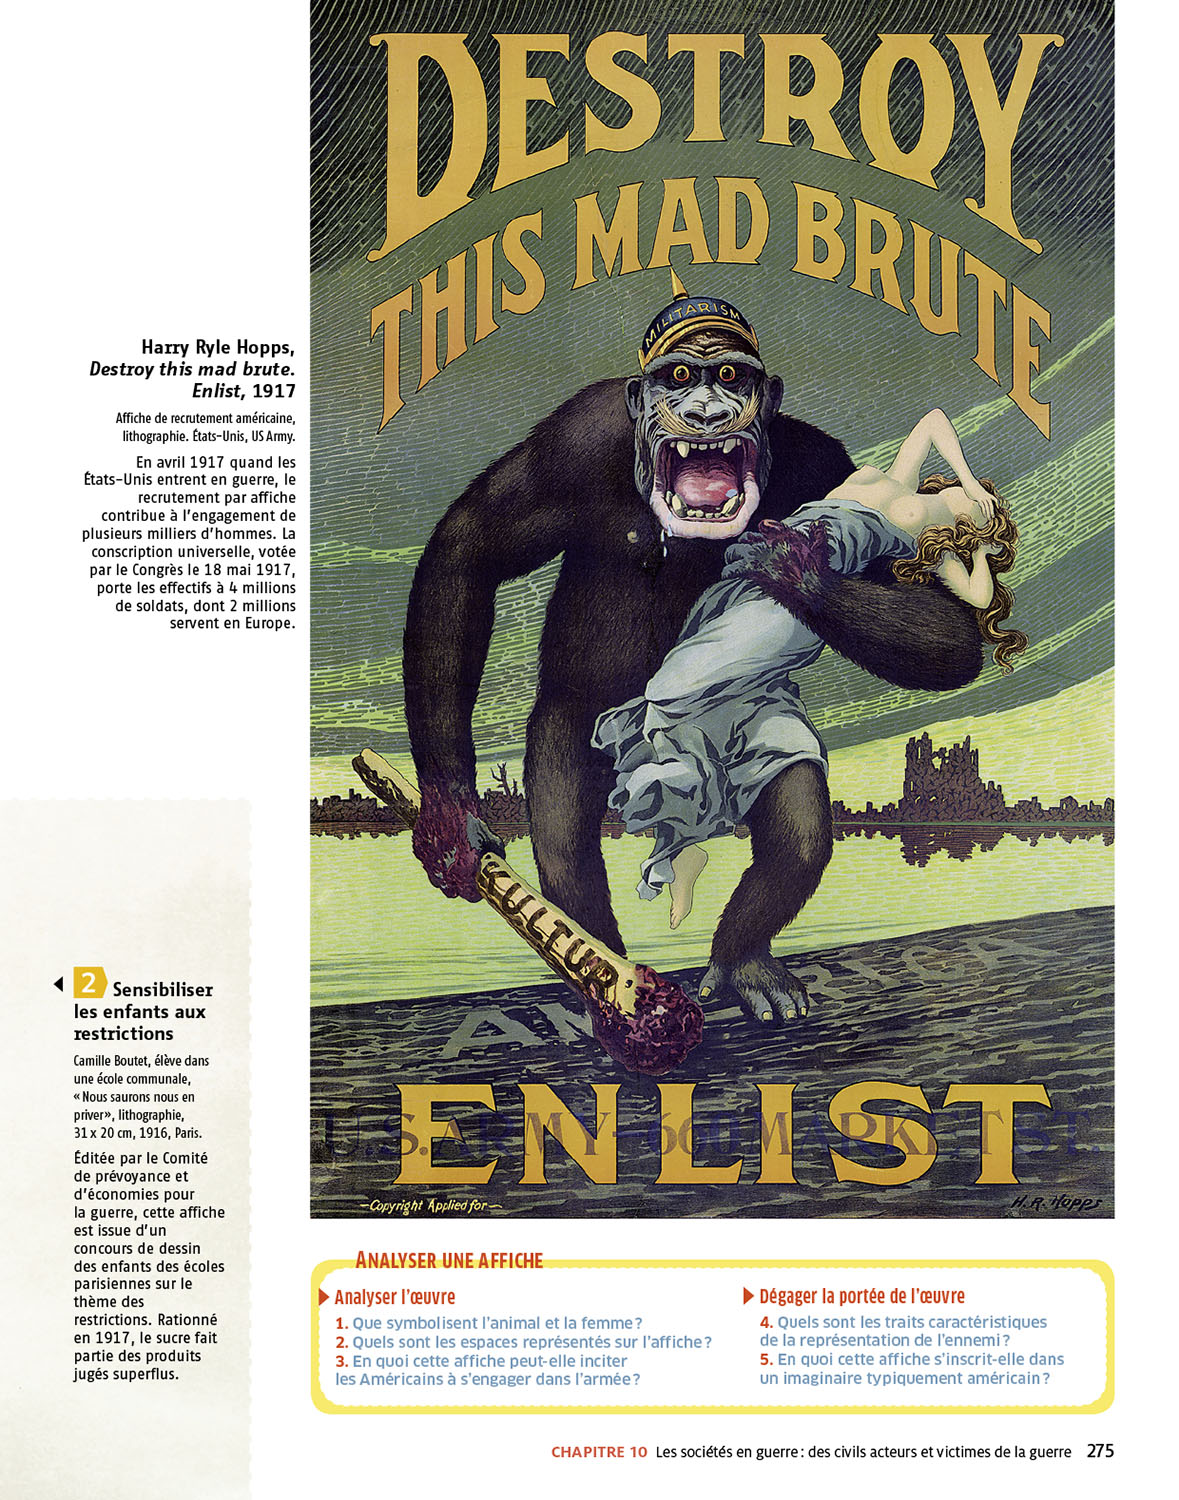 DESTROY
THIS MAD BRUTE
MILITARISM
KULTUR
AMERICA
ENLIST
U.S. ARMY - 660 MARKET ST.
Copyright Applied for
H.R. Hopps
Harry Ryle Hopps,
Destroy this mad brute.
Enlist, 1917
Affiche de recrutement américaine,
lithographie. États-Unis, US Army.
En avril 1917 quand les
États-Unis entrent en guerre, le
recrutement par affiche
contribue à l'engagement de
plusieurs milliers d'hommes. La
conscription universelle, votée
par le Congrès le 18 mai 1917,
porte les effectifs à 4 millions
de soldats, dont 2 millions
servent en Europe.
2 Sensibiliser
les enfants aux
restrictions
Camille Boutet, élève dans
une école communale,
« Nous saurons nous en
priver», lithographie,
31 x 20 cm, 1916, Paris.
Éditée par le Comité
de prévoyance et
d'économies pour
la guerre, cette affiche
est issue d'un
concours de dessin
des enfants des écoles
parisiennes sur le
thème des
restrictions. Rationné
en 1917, le sucre fait
partie des produits
jugés superflus.
ANALYSER UNE AFFICHE
Analyser l'œuvre
1. Que symbolisent l'animal et la femme ?
2. Quels sont les espaces représentés sur l'affiche ?
3. En quoi cette affiche peut-elle inciter
les Américains à s'engager dans l'armée ?
Dégager la portée de l'œuvre
4. Quels sont les traits caractéristiques
de la représentation de l'ennemi ?
5. En quoi cette affiche s'inscrit-elle dans
un imaginaire typiquement américain ?
CHAPITRE 10 Les sociétés en guerre : des civils acteurs et victimes de la guerre 275